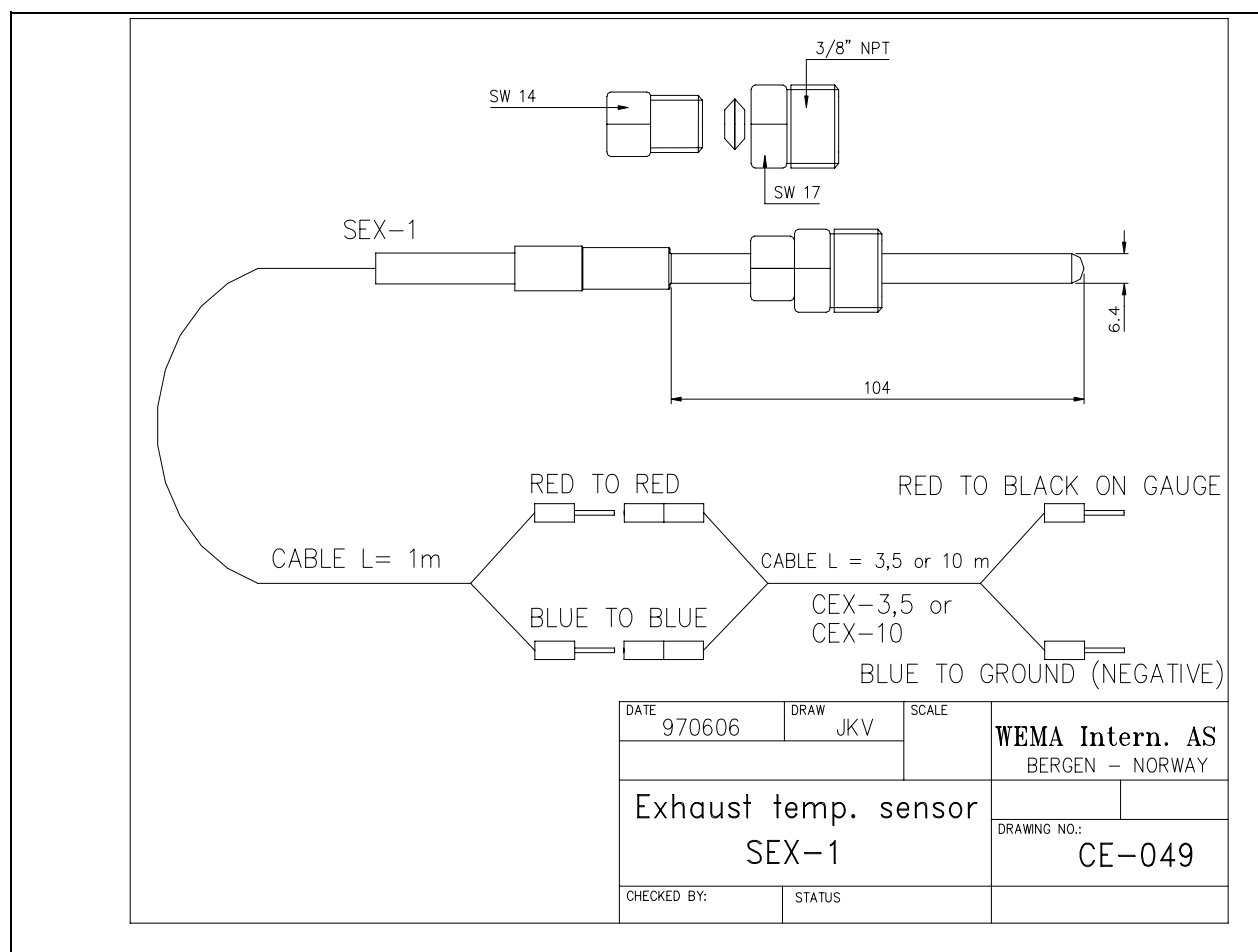 3/8" NPT
SW 14
SW 17
SEX-1
6.4
104
RED TO RED
RED TO BLACK ON GAUGE
CABLE L= 1m
CABLE L = 3,5 or 10 m
CEX-3,5 or
CEX-10
BLUE TO BLUE
BLUE TO GROUND (NEGATIVE)
DATE
970606
DRAW
JKV
SCALE
WEMA Intern. AS
BERGEN - NORWAY
Exhaust temp. sensor
SEX-1
DRAWING NO.:
CE-049
CHECKED BY:
STATUS